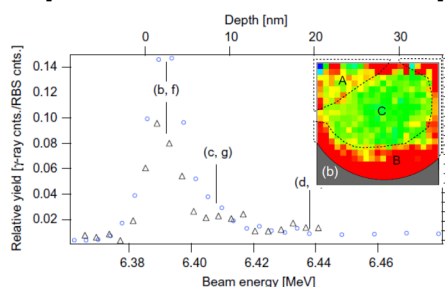 Depth [nm]
0 10 20 30
Relative yield [γ-ray cnts./RBS cnts.]
0.14
0.12
0.10
0.08
0.06
0.04
0.02
(b, f)
(c, g)
(d,
A
C
B
(b)
6.38 6.40 6.42 6.44 6.46
Beam energy [MeV]